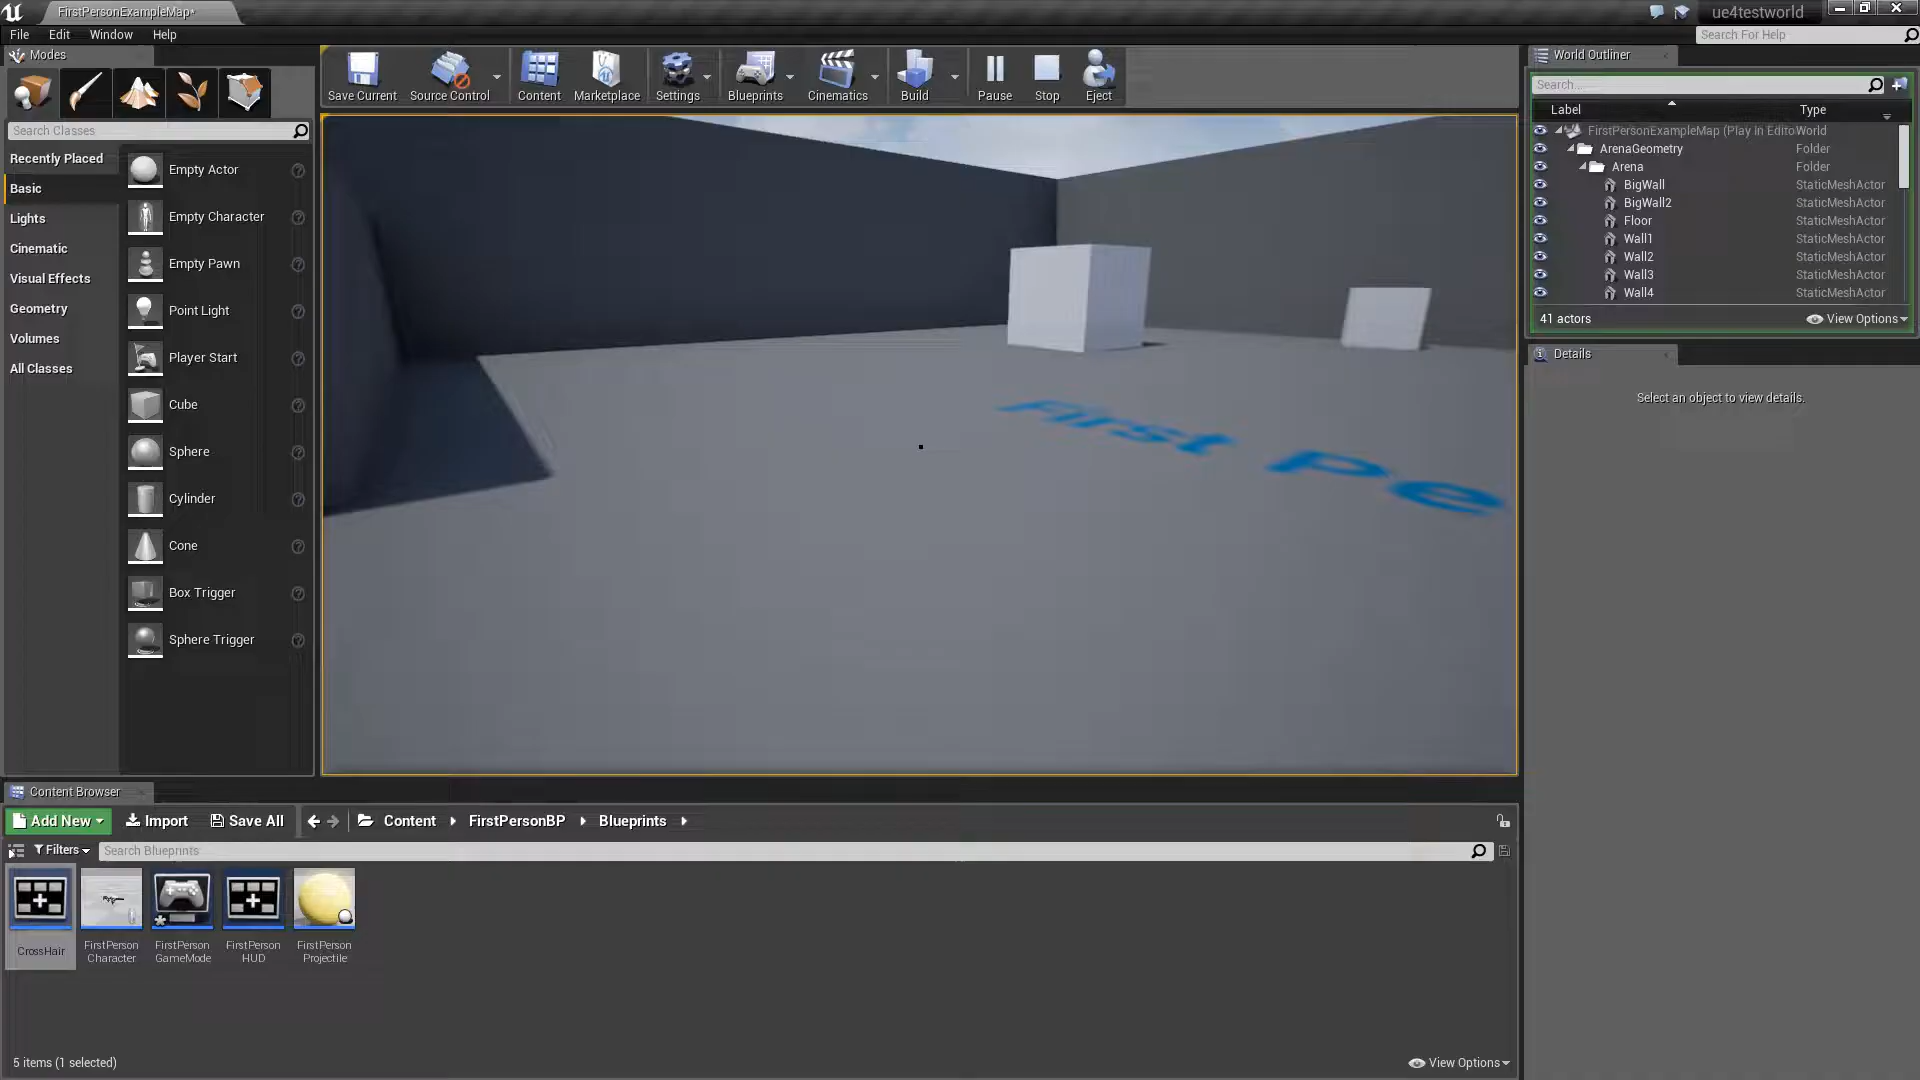 FirstPersonExampleMap*
ue4testworld
File Edit Window Help
Search For Help
Modes
Save Current
Source Control
Content
Marketplace
Settings
Blueprints
Cinematics
Build
Pause
Stop
Eject
Search Classes
Recently Placed
Basic
Lights
Cinematic
Visual Effects
Geometry
Volumes
All Classes
Empty Actor
Empty Character
Empty Pawn
Point Light
Player Start
Cube
Sphere
Cylinder
Cone
Box Trigger
Sphere Trigger
First Pe
World Outliner
Search...
Label Type
FirstPersonExampleMap (Play In Edito World
ArenaGeometry Folder
Arena Folder
BigWall StaticMeshActor
BigWall2 StaticMeshActor
Floor StaticMeshActor
Wall1 StaticMeshActor
Wall2 StaticMeshActor
Wall3 StaticMeshActor
Wall4 StaticMeshActor
41 actors View Options
Details
Select an object to view details.
Content Browser
Add New Import Save All Content FirstPersonBP Blueprints
Filters Search Blueprints
CrossHair
FirstPerson
Character
FirstPerson
GameMode
FirstPerson
HUD
FirstPerson
Projectile
5 items (1 selected) View Options